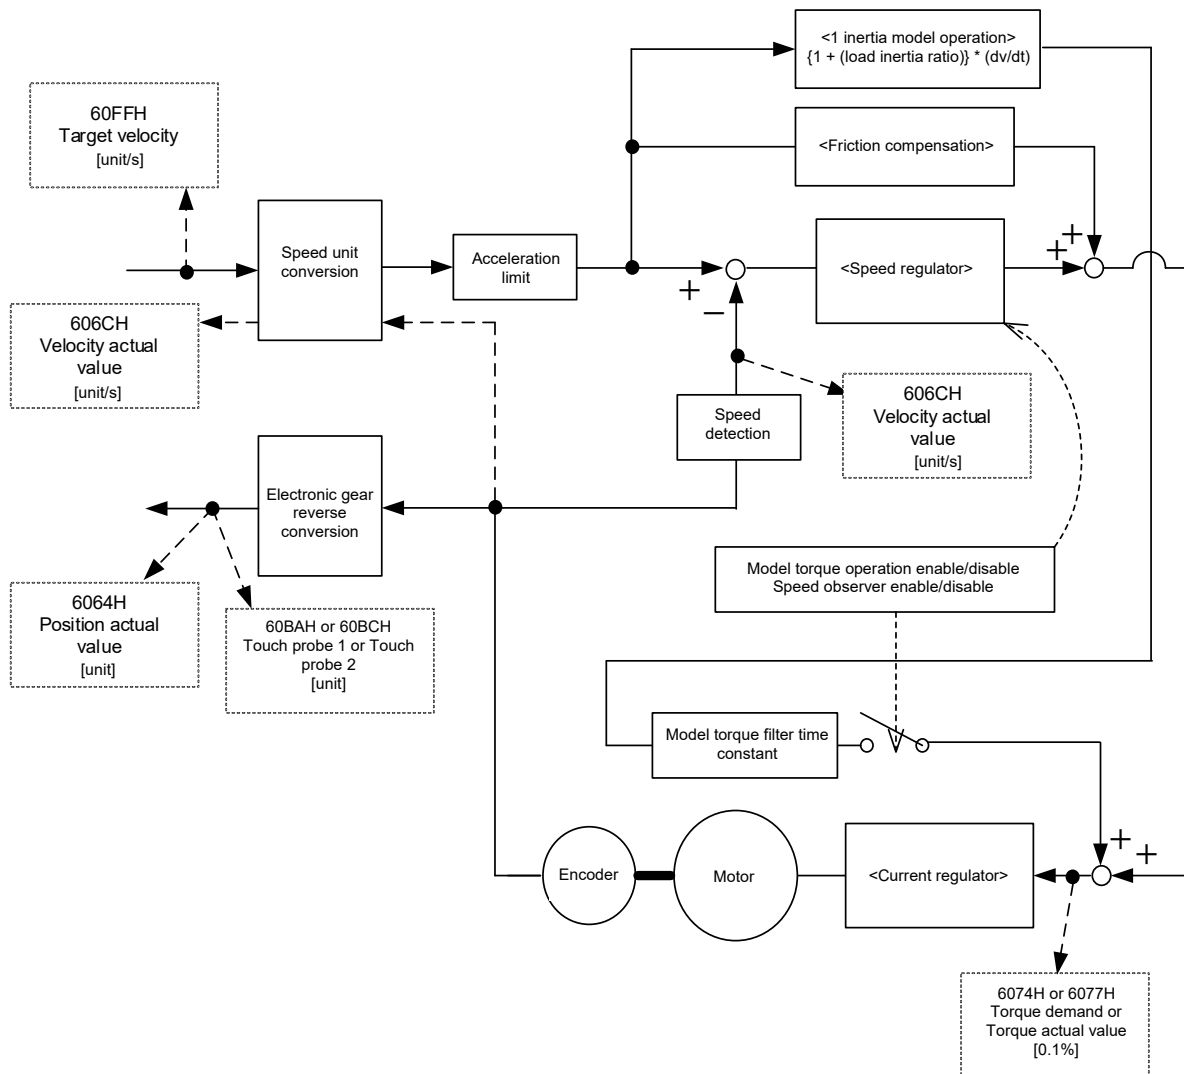 <1 inertia model operation>
{1 + (load inertia ratio)} * (dv/dt)
60FFH
Target velocity
[unit/s]
<Friction compensation>
Speed unit
conversion
Acceleration
limit
<Speed regulator>
+
+
+
−
606CH
Velocity actual
value
[unit/s]
606CH
Velocity actual
value
[unit/s]
Speed
detection
Electronic gear
reverse
conversion
Model torque operation enable/disable
Speed observer enable/disable
6064H
Position actual
value
[unit]
60BAH or 60BCH
Touch probe 1 or Touch
probe 2
[unit]
Model torque filter time
constant
+
+
Encoder
Motor
<Current regulator>
6074H or 6077H
Torque demand or
Torque actual value
[0.1%]